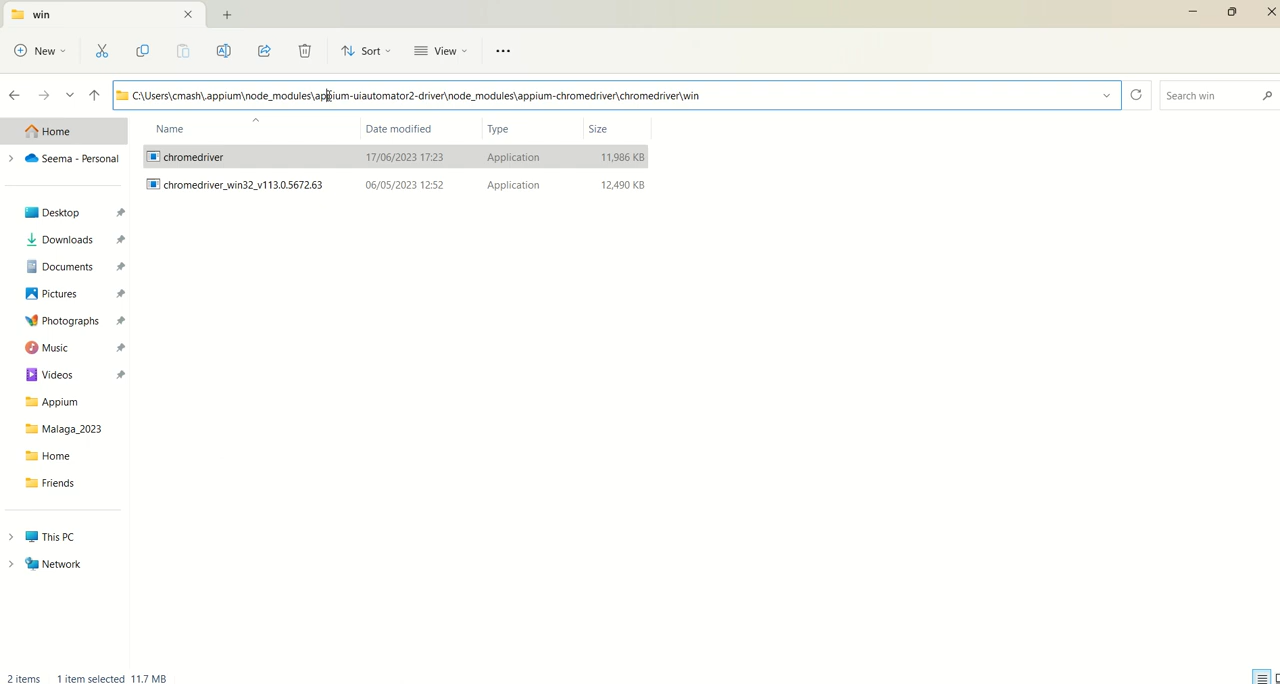 win
New
Sort
View
C:\Users\cmash\.appium\node_modules\appium-uiautomator2-driver\node_modules\appium-chromedriver\chromedriver\win
Search win
Home
Seema - Personal
Desktop
Downloads
Documents
Pictures
Photographs
Music
Videos
Appium
Malaga_2023
Home
Friends
This PC
Network
Name Date modified Type Size
chromedriver 17/06/2023 17:23 Application 11,986 KB
chromedriver_win32_v113.0.5672.63 06/05/2023 12:52 Application 12,490 KB
2 items 1 item selected 11.7 MB